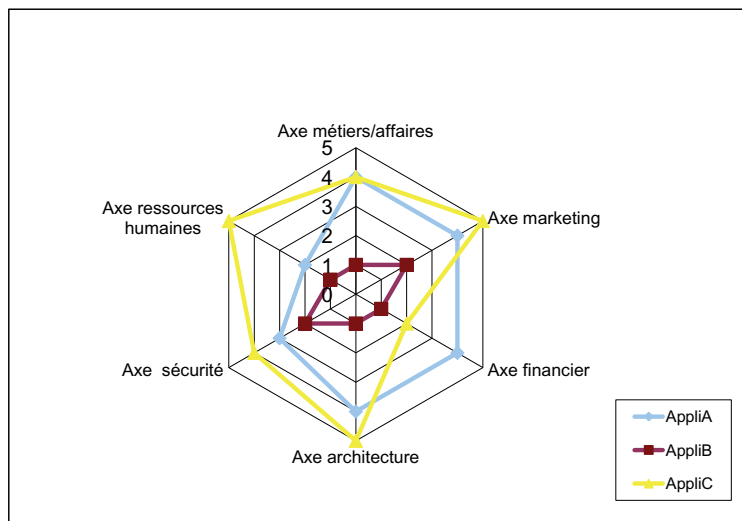 Axe métiers/affaires
5
4
3
2
1
0
Axe ressources
humaines
Axe marketing
Axe sécurité
Axe financier
Axe architecture
AppliA
AppliB
AppliC